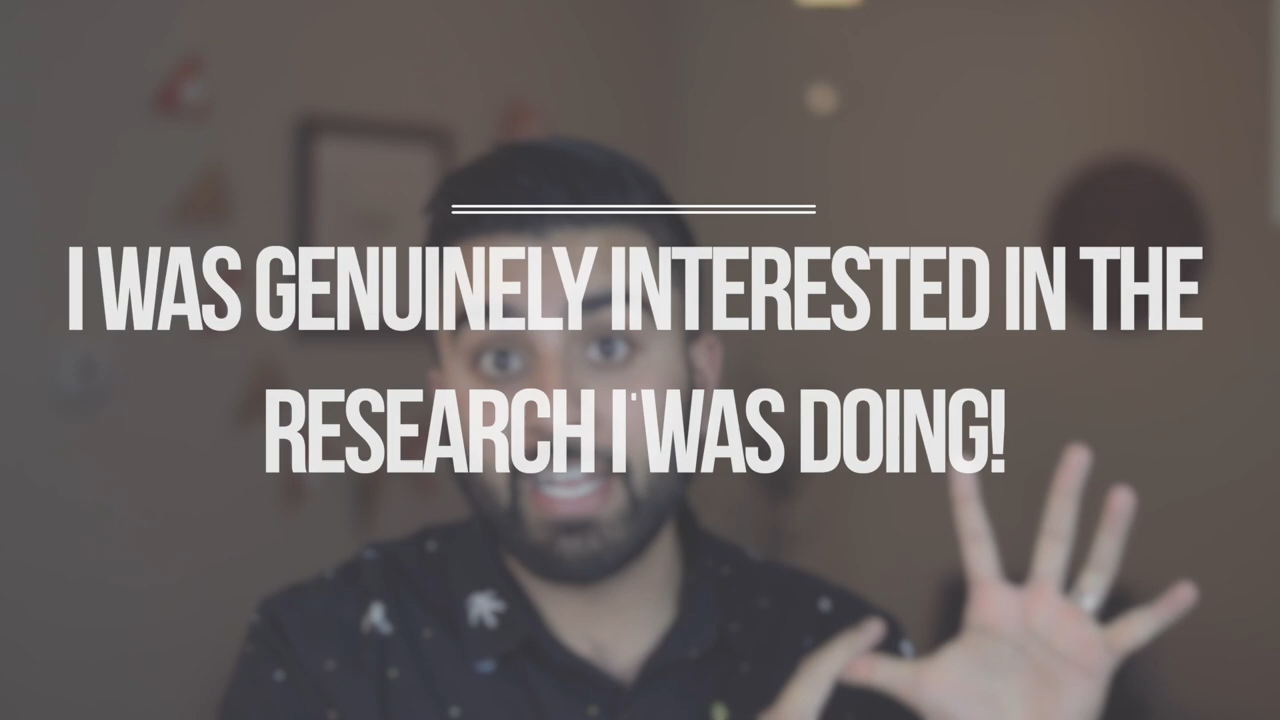 I WAS GENUINELY INTERESTED IN THE
RESEARCH I WAS DOING!